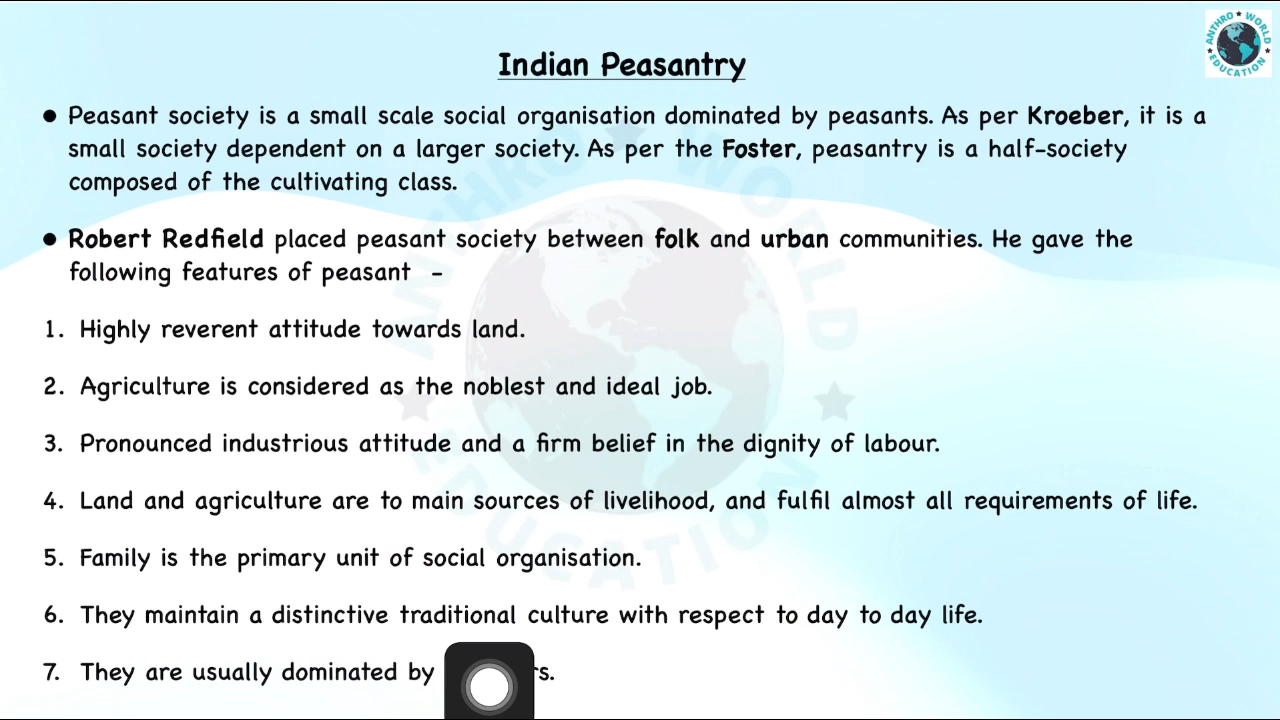 ANTHRO WORLD
EDUCATION
Indian Peasantry
● Peasant society is a small scale social organisation dominated by peasants. As per Kroeber, it is a
small society dependent on a larger society. As per the Foster, peasantry is a half-society
composed of the cultivating class.
● Robert Redfield placed peasant society between folk and urban communities. He gave the
following features of peasant -
1. Highly reverent attitude towards land.
2. Agriculture is considered as the noblest and ideal job.
3. Pronounced industrious attitude and a firm belief in the dignity of labour.
4. Land and agriculture are to main sources of livelihood, and fulfil almost all requirements of life.
5. Family is the primary unit of social organisation.
6. They maintain a distinctive traditional culture with respect to day to day life.
7. They are usually dominated by